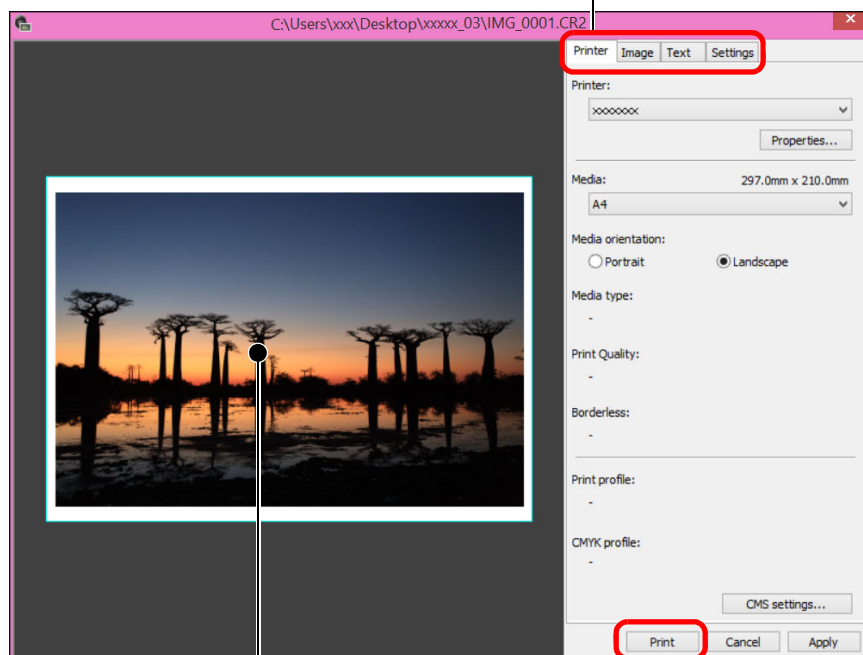 C:\Users\xxx\Desktop\xxxxx_03\IMG_0001.CR2
Printer Image Text Settings
Printer:
xxxxxxx
Properties...
Media: 297.0mm x 210.0mm
A4
Media orientation:
Portrait Landscape
Media type:
-
Print Quality:
-
Borderless:
-
Print profile:
-
CMYK profile:
-
CMS settings...
Print Cancel Apply